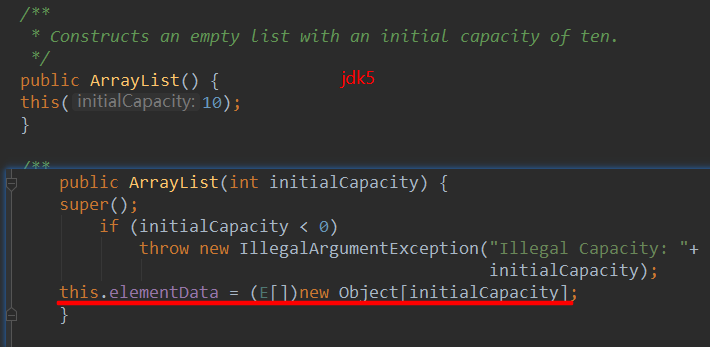 /**
* Constructs an empty list with an initial capacity of ten.
*/
public ArrayList() {
jdk5
this( initialCapacity: 10);
}
/**
public ArrayList(int initialCapacity) {
super();
if (initialCapacity < 0)
throw new IllegalArgumentException("Illegal Capacity: "+
initialCapacity);
this.elementData = (E[])new Object[initialCapacity];
}